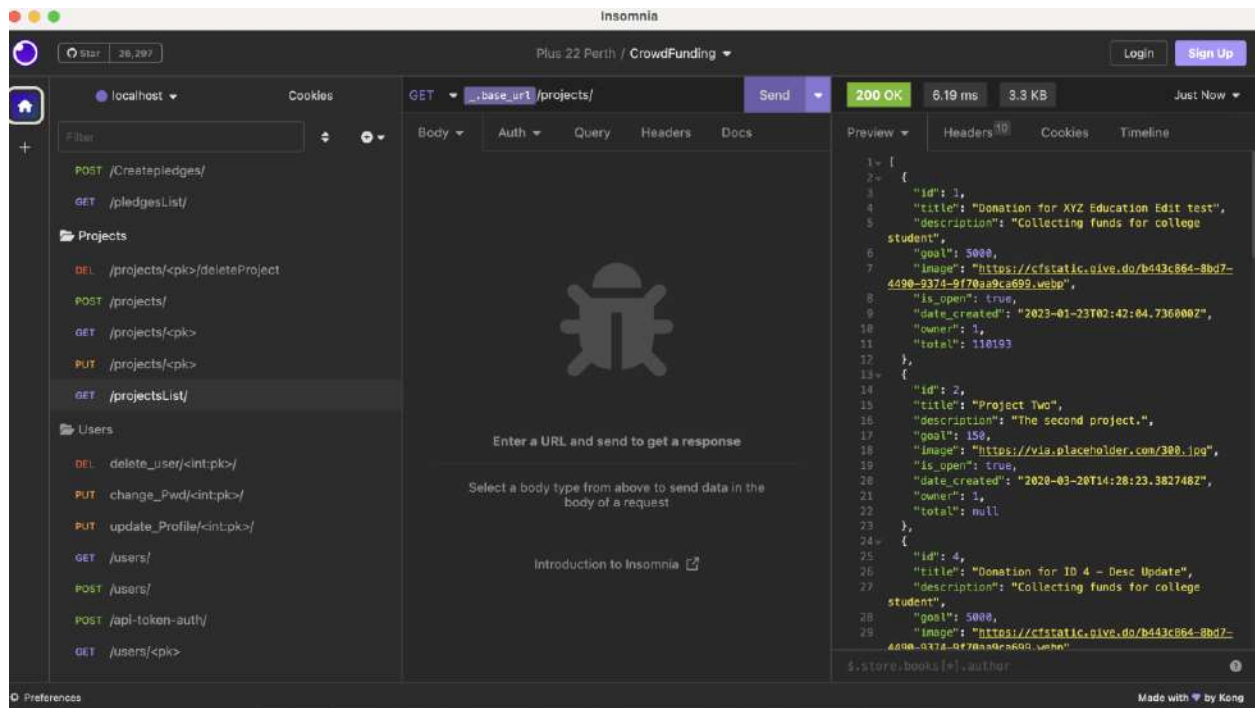 Insomnia
Star 26,297
Plus 22 Perth / CrowdFunding
Login
Sign Up
localhost
Cookies
Filter
POST /Createpledges/
GET /pledgesList/
Projects
DEL /projects/<pk>/deleteProject
POST /projects/
GET /projects/<pk>
PUT /projects/<pk>
GET /projectsList/
Users
DEL delete_user/<int:pk>/
PUT change_Pwd/<int:pk>/
PUT update_Profile/<int:pk>/
GET /users/
POST /users/
POST /api-token-auth/
GET /users/<pk>
Preferences
GET _.base_url /projects/
Send
Body Auth Query Headers Docs
Enter a URL and send to get a response
Select a body type from above to send data in the
body of a request
Introduction to Insomnia
200 OK 6.19 ms 3.3 KB Just Now
Preview Headers 10 Cookies Timeline
1 [
2 {
3 "id": 1,
4 "title": "Donation for XYZ Education Edit test",
5 "description": "Collecting funds for college
student",
6 "goal": 5000,
7 "image": "https://cfstatic.give.do/b443c864-8bd7-
4490-9374-9f70aa9ca699.webp",
8 "is_open": true,
9 "date_created": "2023-01-23T02:42:04.736000Z",
10 "owner": 1,
11 "total": 110193
12 },
13 {
14 "id": 2,
15 "title": "Project Two",
16 "description": "The second project.",
17 "goal": 150,
18 "image": "https://via.placeholder.com/300.jpg",
19 "is_open": true,
20 "date_created": "2020-03-20T14:28:23.382748Z",
21 "owner": 1,
22 "total": null
23 },
24 {
25 "id": 4,
26 "title": "Donation for ID 4 - Desc Update",
27 "description": "Collecting funds for college
student",
28 "goal": 5000,
29 "image": "https://cfstatic.give.do/b443c864-8bd7-
4490-9374-9f70aa9ca699.webp"
$.store.books[*].author
Made with by Kong